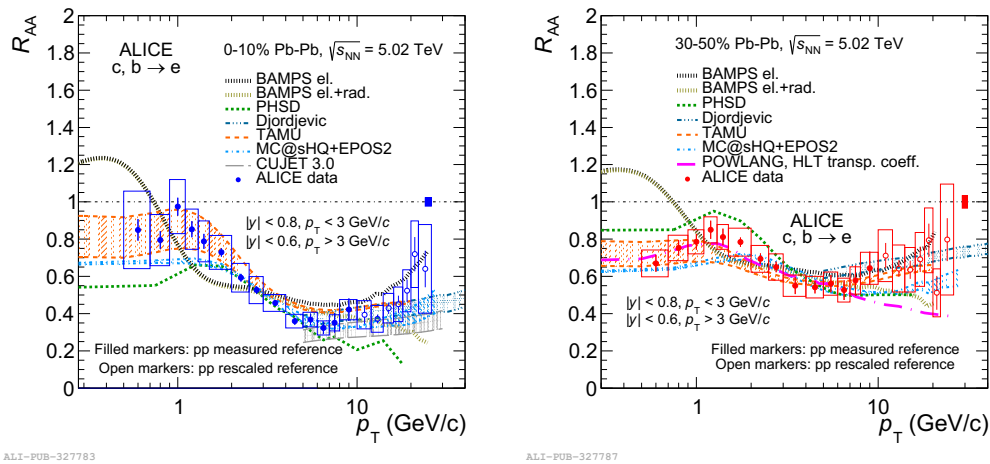 R_AA
2
1.8
1.6
1.4
1.2
1
0.8
0.6
0.4
0.2
0
ALICE
c, b → e
0-10% Pb-Pb, √s_NN = 5.02 TeV
BAMPS el.
BAMPS el.+rad.
PHSD
Djordjevic
TAMU
MC@sHQ+EPOS2
CUJET 3.0
ALICE data
|y| < 0.8, p_T < 3 GeV/c
|y| < 0.6, p_T > 3 GeV/c
Filled markers: pp measured reference
Open markers: pp rescaled reference
1 10
p_T (GeV/c)
ALI-PUB-327783
R_AA
2
1.8
1.6
1.4
1.2
1
0.8
0.6
0.4
0.2
0
30-50% Pb-Pb, √s_NN = 5.02 TeV
BAMPS el.
BAMPS el.+rad.
PHSD
Djordjevic
TAMU
MC@sHQ+EPOS2
POWLANG, HLT transp. coeff.
ALICE data
ALICE
c, b → e
|y| < 0.8, p_T < 3 GeV/c
|y| < 0.6, p_T > 3 GeV/c
Filled markers: pp measured reference
Open markers: pp rescaled reference
1 10
p_T (GeV/c)
ALI-PUB-327787